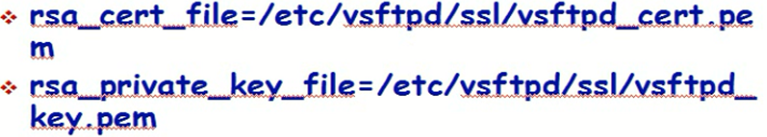 rsa_cert_file=/etc/vsftpd/ssl/vsftpd_cert.pe
m
rsa_private_key_file=/etc/vsftpd/ssl/vsftpd_
key.pem